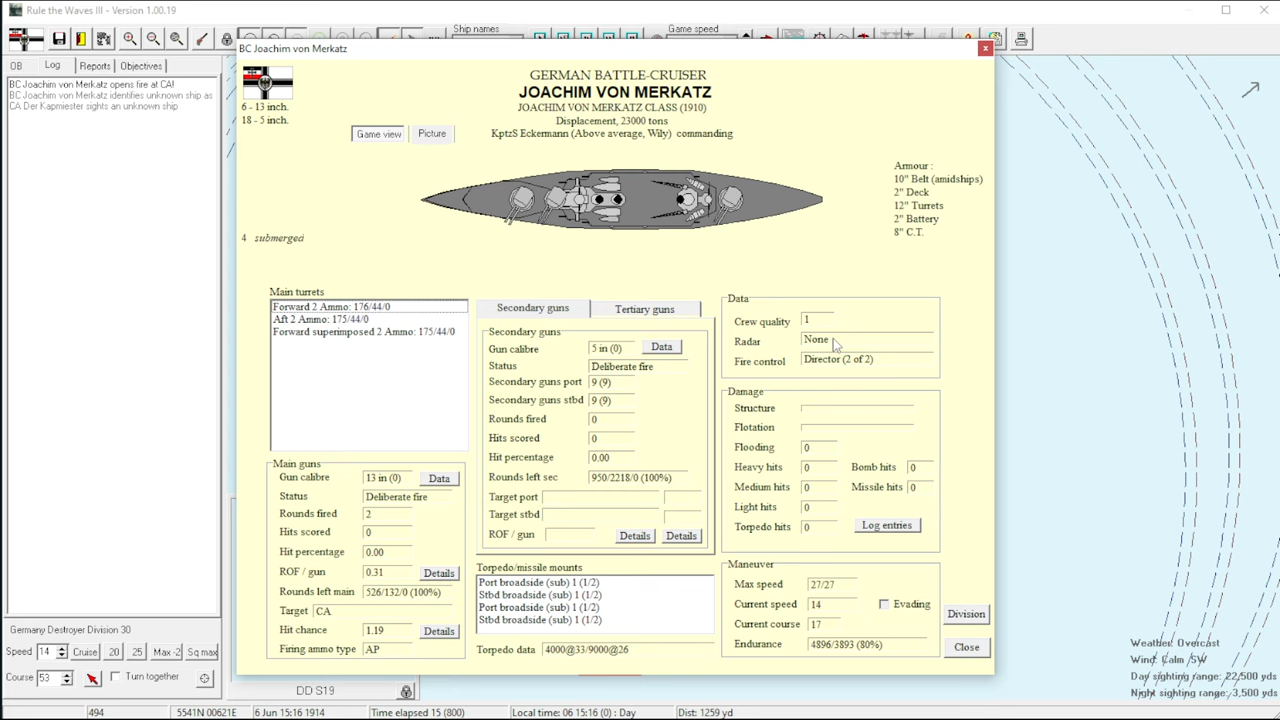 Rule the Waves III - Version 1.00.19
Ship names
Game speed
OB
Log
Reports
Objectives
BC Joachim von Merkatz opens fire at CA!
BC Joachim von Merkatz identifies unknown ship as
CA Der Kapmiester sights an unknown ship
BC Joachim von Merkatz
6 - 13 inch.
18 - 5 inch.
Game view
Picture
GERMAN BATTLE-CRUISER
JOACHIM VON MERKATZ
JOACHIM VON MERKATZ CLASS (1910)
Displacement, 23000 tons
KptzS Eckermann (Above average, Wily) commanding
Armour :
10" Belt (amidships)
2" Deck
12" Turrets
2" Battery
8" C.T.
4 submerged
Main turrets
Forward 2 Ammo: 176/44/0
Aft 2 Ammo: 175/44/0
Forward superimposed 2 Ammo: 175/44/0
Main guns
Gun calibre 13 in (0) Data
Status Deliberate fire
Rounds fired 2
Hits scored 0
Hit percentage 0.00
ROF / gun 0.31 Details
Rounds left main 526/132/0 (100%)
Target CA
Hit chance 1.19 Details
Firing ammo type AP
Secondary guns
Tertiary guns
Secondary guns
Gun calibre 5 in (0) Data
Status Deliberate fire
Secondary guns port 9 (9)
Secondary guns stbd 9 (9)
Rounds fired 0
Hits scored 0
Hit percentage 0.00
Rounds left sec 950/2218/0 (100%)
Target port
Target stbd
ROF / gun Details Details
Torpedo/missile mounts
Port broadside (sub) 1 (1/2)
Stbd broadside (sub) 1 (1/2)
Port broadside (sub) 1 (1/2)
Stbd broadside (sub) 1 (1/2)
Torpedo data 4000@33/9000@26
Data
Crew quality 1
Radar None
Fire control Director (2 of 2)
Damage
Structure
Flotation
Flooding 0
Heavy hits 0 Bomb hits 0
Medium hits 0 Missile hits 0
Light hits 0
Torpedo hits 0 Log entries
Maneuver
Max speed 27/27
Current speed 14 Evading
Current course 17
Endurance 4896/3893 (80%)
Division
Close
Germany Destroyer Division 30
Speed 14 Cruise 20 25 Max -2 Sq max
Course 53 Turn together
DD S19
Weather: Overcast
Wind: Calm /SW
Day sighting range: 22,500 yds
Night sighting range: 3,500 yds
494
5541N 00621E
6 Jun 15:16 1914
Time elapsed 15 (800)
Local time: 06 15:16 (0) : Day
Dist: 1259 yd